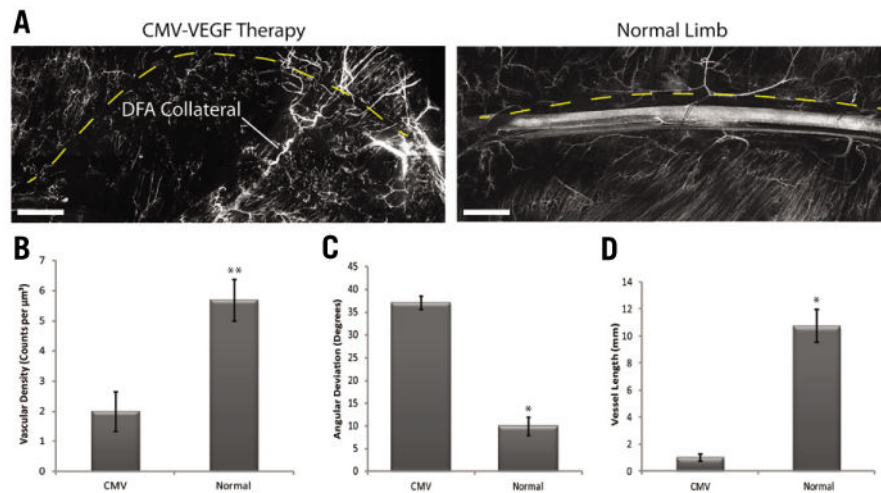 A
CMV-VEGF Therapy
Normal Limb
DFA Collateral
B
Vascular Density (Counts per µm³)
7
6
5
4
3
2
1
0
**
CMV
Normal
C
Angular Deviation (Degrees)
45
40
35
30
25
20
15
10
5
0
*
CMV
Normal
D
Vessel Length (mm)
14
12
10
8
6
4
2
0
*
CMV
Normal